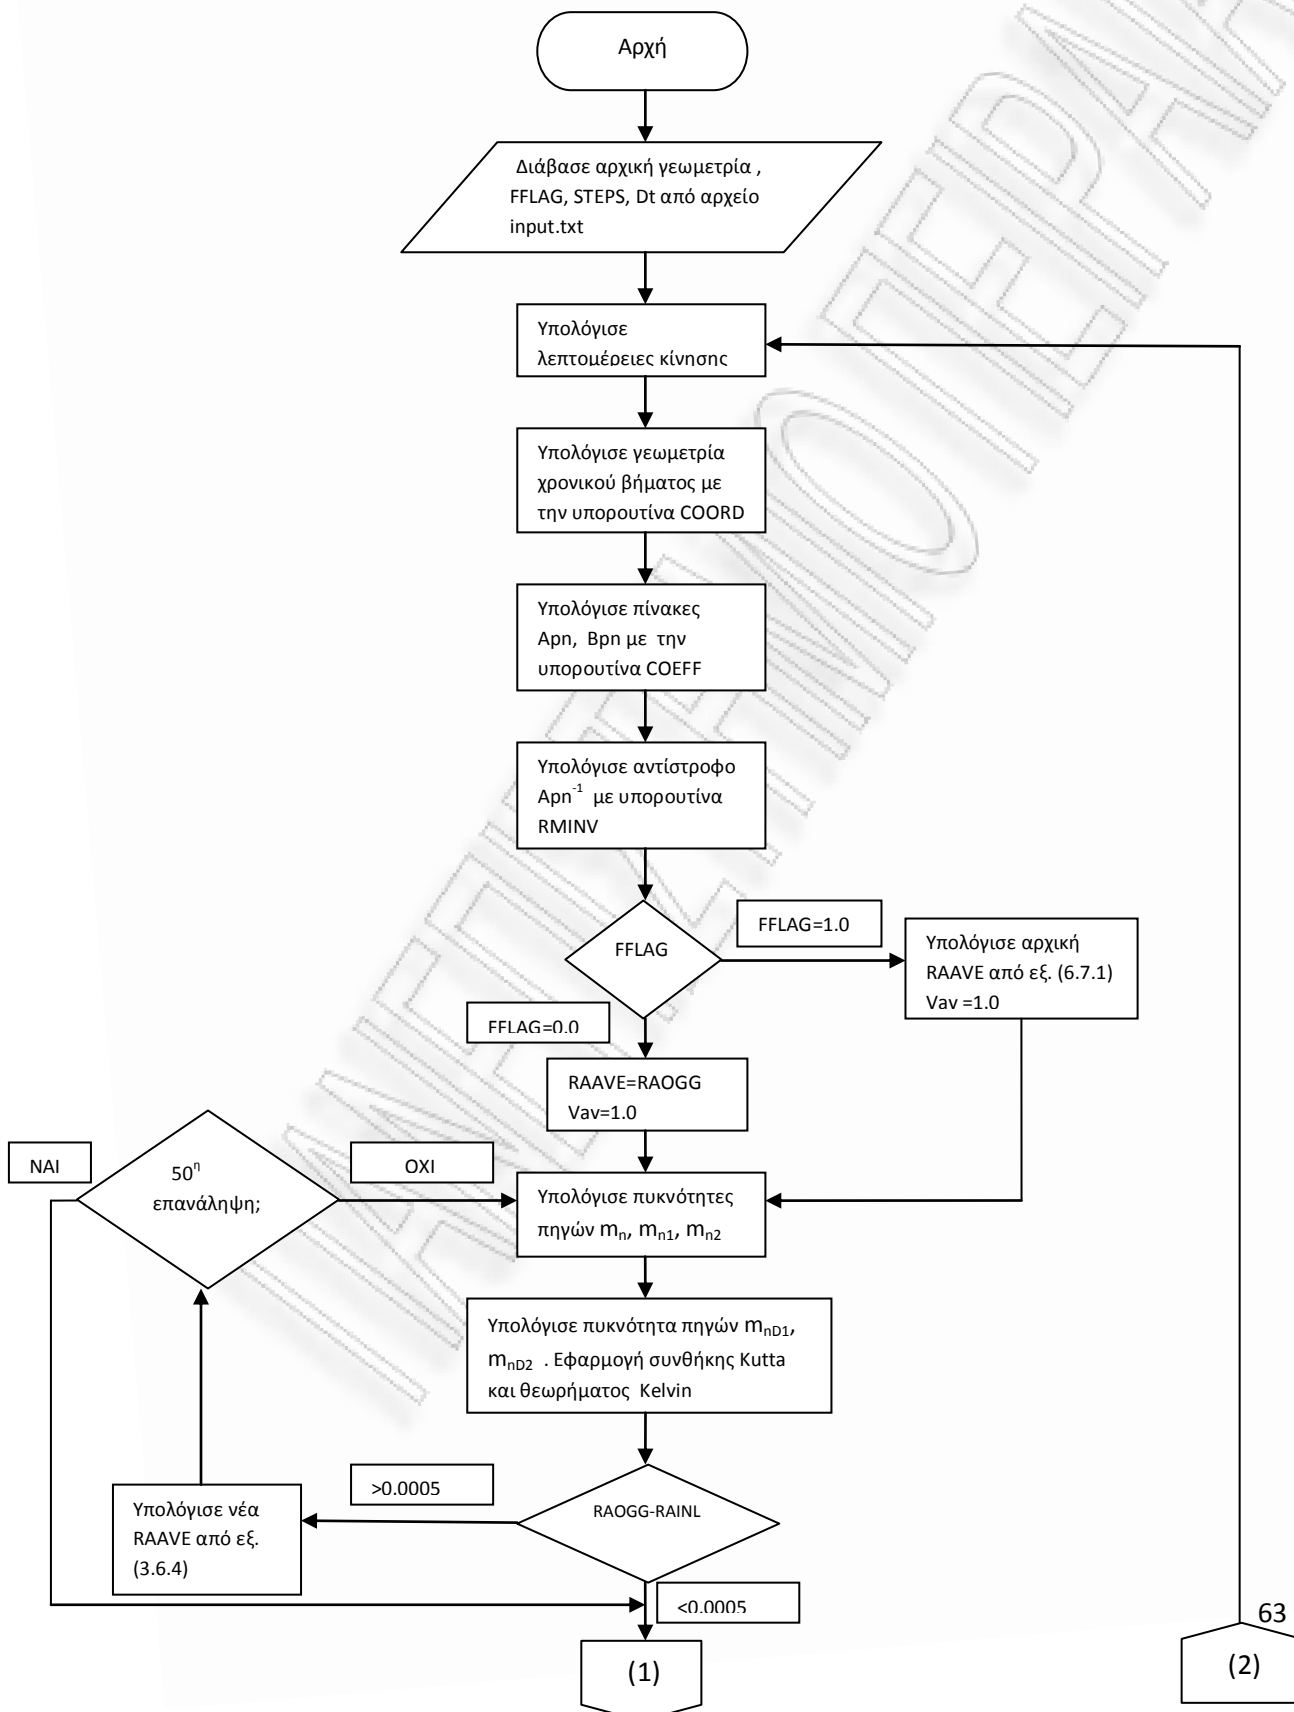 Αρχή
Διάβασε αρχική γεωμετρία ,
FFLAG, STEPS, Dt από αρχείο
input.txt
Υπολόγισε
λεπτομέρειες κίνησης
Υπολόγισε γεωμετρία
χρονικού βήματος με
την υπορουτίνα COORD
Υπολόγισε πίνακες
Apn, Bpn με την
υπορουτίνα COEFF
Υπολόγισε αντίστροφο
Apn⁻¹ με υπορουτίνα
RMINV
FFLAG
FFLAG=1.0
Υπολόγισε αρχική
RAAVE από εξ. (6.7.1)
Vav =1.0
FFLAG=0.0
RAAVE=RAOGG
Vav=1.0
ΝΑΙ
50η
επανάληψη;
ΟΧΙ
Υπολόγισε πυκνότητες
πηγών mn, mn1, mn2
Υπολόγισε πυκνότητα πηγών mnD1,
mnD2 . Εφαρμογή συνθήκης Kutta
και θεωρήματος Kelvin
>0.0005
RAOGG-RAINL
Υπολόγισε νέα
RAAVE από εξ.
(3.6.4)
<0.0005
(1)
63
(2)